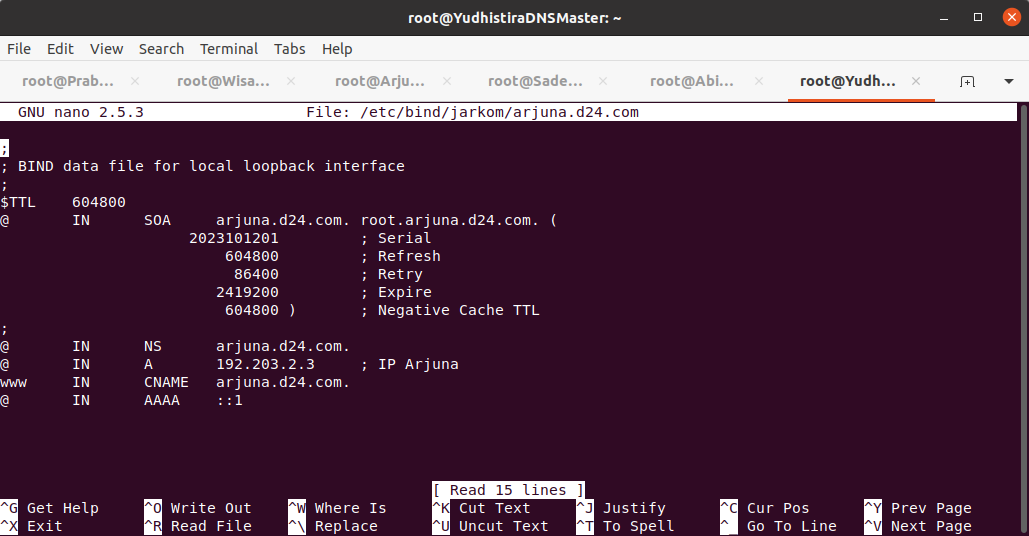 root@YudhistiraDNSMaster: ~
File Edit View Search Terminal Tabs Help
root@Prab... root@Wisa... root@Arju... root@Sade... root@Abi... root@Yudh...
GNU nano 2.5.3 File: /etc/bind/jarkom/arjuna.d24.com
;
; BIND data file for local loopback interface
;
$TTL 604800
@ IN SOA arjuna.d24.com. root.arjuna.d24.com. (
2023101201 ; Serial
604800 ; Refresh
86400 ; Retry
2419200 ; Expire
604800 ) ; Negative Cache TTL
;
@ IN NS arjuna.d24.com.
@ IN A 192.203.2.3 ; IP Arjuna
www IN CNAME arjuna.d24.com.
@ IN AAAA ::1
[ Read 15 lines ]
^G Get Help ^O Write Out ^W Where Is ^K Cut Text ^J Justify ^C Cur Pos ^Y Prev Page
^X Exit ^R Read File ^\ Replace ^U Uncut Text ^T To Spell ^_ Go To Line ^V Next Page